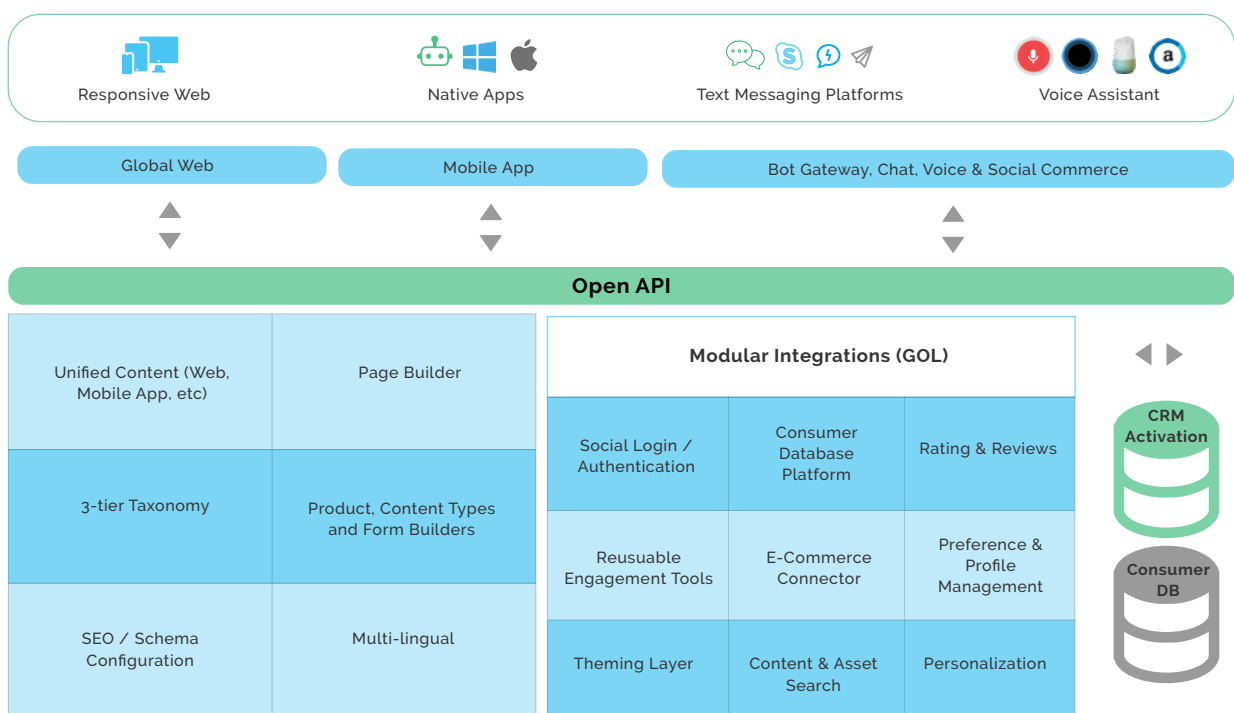 Responsive Web
Native Apps
Text Messaging Platforms
a
Voice Assistant
Global Web
Mobile App
Bot Gateway, Chat, Voice & Social Commerce
Open API
Unified Content (Web,
Mobile App, etc)
Page Builder
3-tier Taxonomy
Product, Content Types
and Form Builders
SEO / Schema
Configuration
Multi-lingual
Modular Integrations (GOL)
Social Login /
Authentication
Consumer
Database
Platform
Rating & Reviews
Reusuable
Engagement Tools
E-Commerce
Connector
Preference &
Profile
Management
Theming Layer
Content & Asset
Search
Personalization
CRM
Activation
Consumer
DB